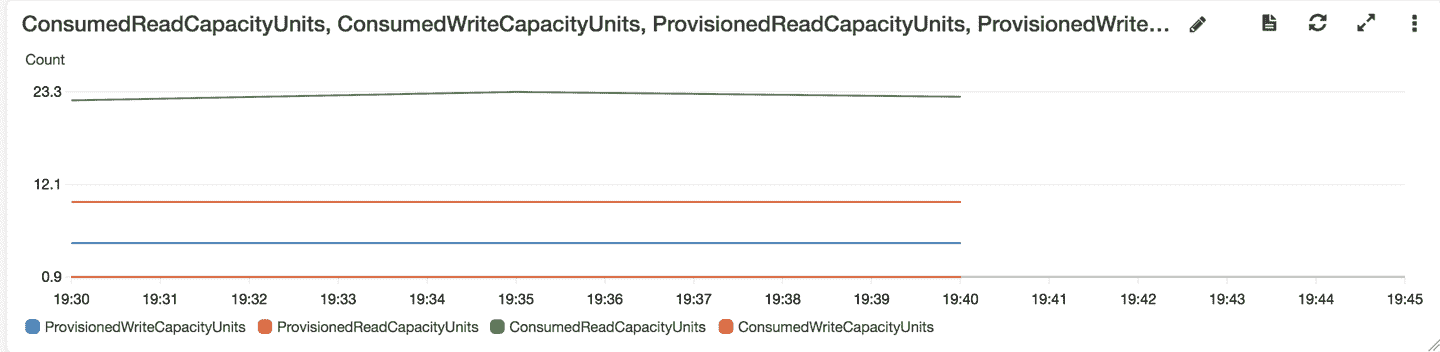 ConsumedReadCapacityUnits, ConsumedWriteCapacityUnits, ProvisionedReadCapacityUnits, ProvisionedWrite...
Count
23.3
12.1
0.9
19:30 19:31 19:32 19:33 19:34 19:35 19:36 19:37 19:38 19:39 19:40 19:41 19:42 19:43 19:44 19:45
ProvisionedWriteCapacityUnits ProvisionedReadCapacityUnits ConsumedReadCapacityUnits ConsumedWriteCapacityUnits